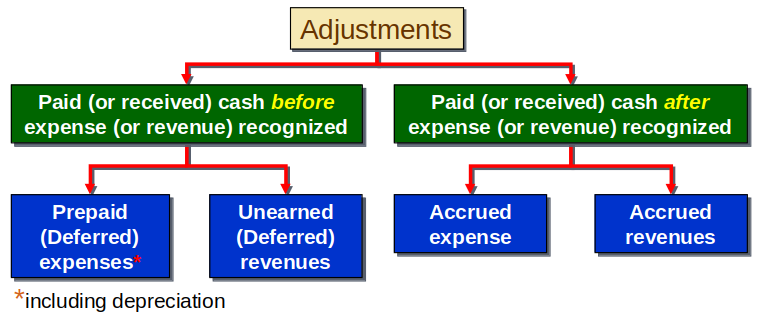 Adjustments
Paid (or received) cash before
expense (or revenue) recognized
Paid (or received) cash after
expense (or revenue) recognized
Prepaid
(Deferred)
expenses*
Unearned
(Deferred)
revenues
Accrued
expense
Accrued
revenues
*including depreciation